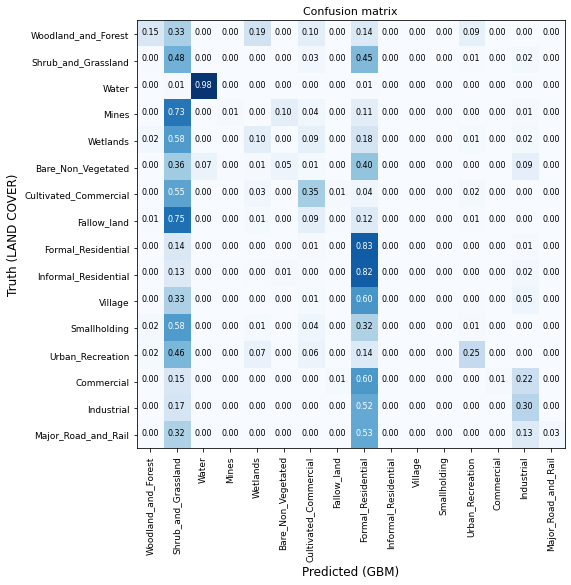 Confusion matrix
Woodland_and_Forest 0.15 0.33 0.00 0.00 0.19 0.00 0.10 0.00 0.14 0.00 0.00 0.00 0.09 0.00 0.00 0.00
Shrub_and_Grassland 0.00 0.48 0.00 0.00 0.00 0.00 0.03 0.00 0.45 0.00 0.00 0.00 0.01 0.00 0.02 0.00
Water 0.00 0.01 0.98 0.00 0.00 0.00 0.00 0.00 0.01 0.00 0.00 0.00 0.00 0.00 0.00 0.00
Mines 0.00 0.73 0.00 0.01 0.00 0.10 0.04 0.00 0.11 0.00 0.00 0.00 0.00 0.00 0.01 0.00
Wetlands 0.02 0.58 0.00 0.00 0.10 0.00 0.09 0.00 0.18 0.00 0.00 0.00 0.01 0.00 0.02 0.00
Bare_Non_Vegetated 0.00 0.36 0.07 0.00 0.01 0.05 0.01 0.00 0.40 0.00 0.00 0.00 0.00 0.00 0.09 0.00
Cultivated_Commercial 0.00 0.55 0.00 0.00 0.03 0.00 0.35 0.01 0.04 0.00 0.00 0.00 0.02 0.00 0.00 0.00
Fallow_land 0.01 0.75 0.00 0.00 0.01 0.00 0.09 0.00 0.12 0.00 0.00 0.00 0.01 0.00 0.00 0.00
Formal_Residential 0.00 0.14 0.00 0.00 0.00 0.00 0.01 0.00 0.83 0.00 0.00 0.00 0.00 0.00 0.01 0.00
Informal_Residential 0.00 0.13 0.00 0.00 0.00 0.01 0.00 0.00 0.82 0.00 0.00 0.00 0.00 0.00 0.02 0.00
Village 0.00 0.33 0.00 0.00 0.00 0.00 0.01 0.00 0.60 0.00 0.00 0.00 0.00 0.00 0.05 0.00
Smallholding 0.02 0.58 0.00 0.00 0.01 0.00 0.04 0.00 0.32 0.00 0.00 0.00 0.01 0.00 0.00 0.00
Urban_Recreation 0.02 0.46 0.00 0.00 0.07 0.00 0.06 0.00 0.14 0.00 0.00 0.00 0.25 0.00 0.00 0.00
Commercial 0.00 0.15 0.00 0.00 0.00 0.00 0.00 0.01 0.60 0.00 0.00 0.00 0.00 0.01 0.22 0.00
Industrial 0.00 0.17 0.00 0.00 0.00 0.00 0.00 0.00 0.52 0.00 0.00 0.00 0.00 0.00 0.30 0.00
Major_Road_and_Rail 0.00 0.32 0.00 0.00 0.00 0.00 0.00 0.00 0.53 0.00 0.00 0.00 0.00 0.00 0.13 0.03
Truth (LAND COVER)
Woodland_and_Forest
Shrub_and_Grassland
Water
Mines
Wetlands
Bare_Non_Vegetated
Cultivated_Commercial
Fallow_land
Formal_Residential
Informal_Residential
Village
Smallholding
Urban_Recreation
Commercial
Industrial
Major_Road_and_Rail
Predicted (GBM)